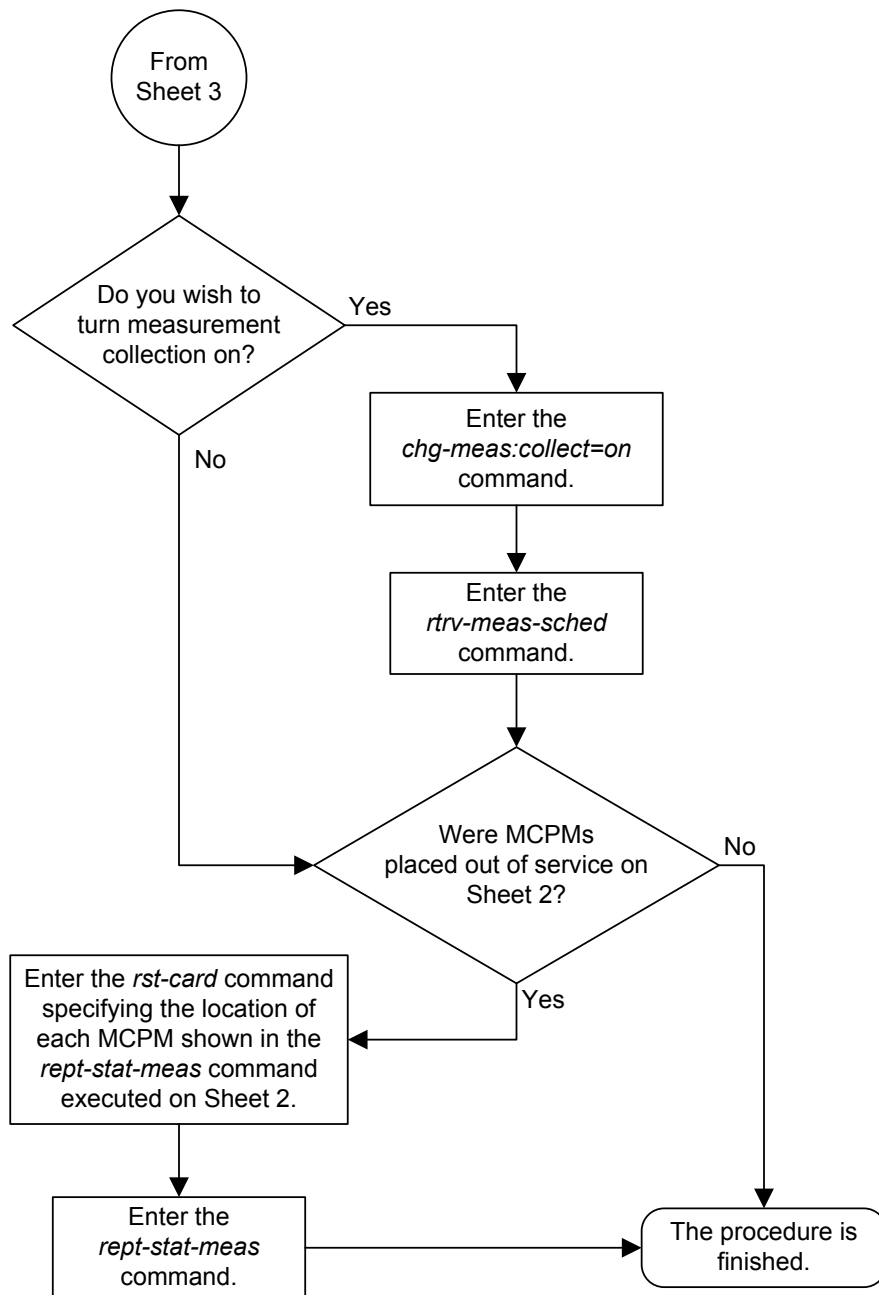 From
Sheet 3
Do you wish to
turn measurement
collection on?
Yes
No
Enter the
chg-meas:collect=on
command.
Enter the
rtrv-meas-sched
command.
Were MCPMs
placed out of service on
Sheet 2?
No
Yes
Enter the rst-card command
specifying the location of
each MCPM shown in the
rept-stat-meas command
executed on Sheet 2.
Enter the
rept-stat-meas
command.
The procedure is
finished.